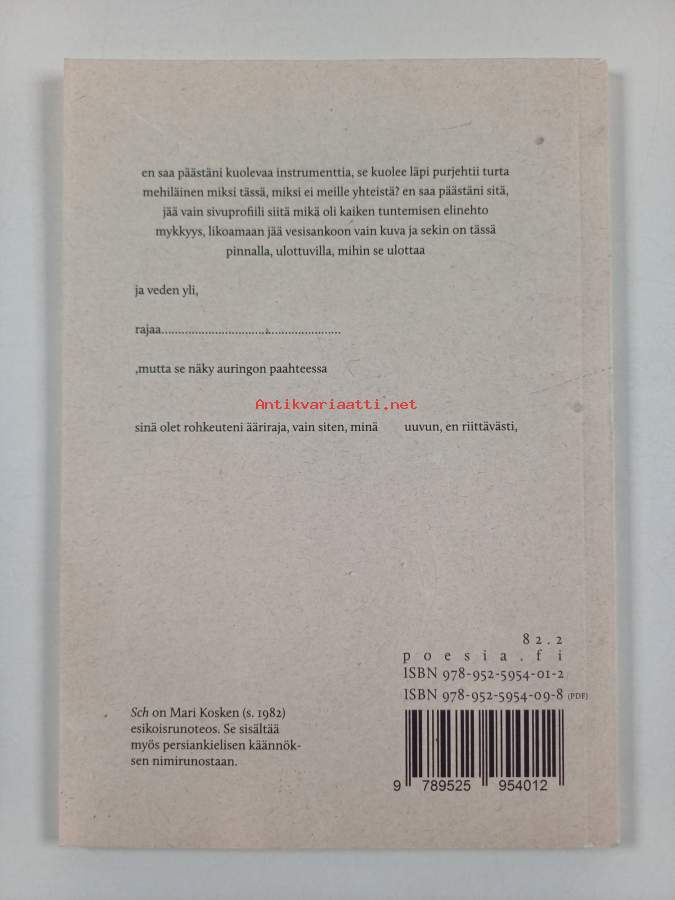 en saa päästäni kuolevaa instrumenttia, se kuolee läpi purjehtii turta
mehiläinen miksi tässä, miksi ei meille yhteistä? en saa päästäni sitä,
jää vain sivuprofiili siitä mikä oli kaiken tuntemisen elinehto
mykkyys, likoamaan jää vesisankoon vain kuva ja sekin on tässä
pinnalla, ulottuvilla, mihin se ulottaa
ja veden yli,
rajaa......................................................
,mutta se näky auringon paahteessa
Antikvariaatti.net
sinä olet rohkeuteni ääriraja, vain siten, minä uuvun, en riittävästi,
82.2
poesia.fi
ISBN 978-952-5954-01-2
ISBN 978-952-5954-09-8 (PDF)
Sch on Mari Kosken (s. 1982)
esikoisrunoteos. Se sisältää
myös persiankielisen käännök-
sen nimirunostaan.
9 789525 954012